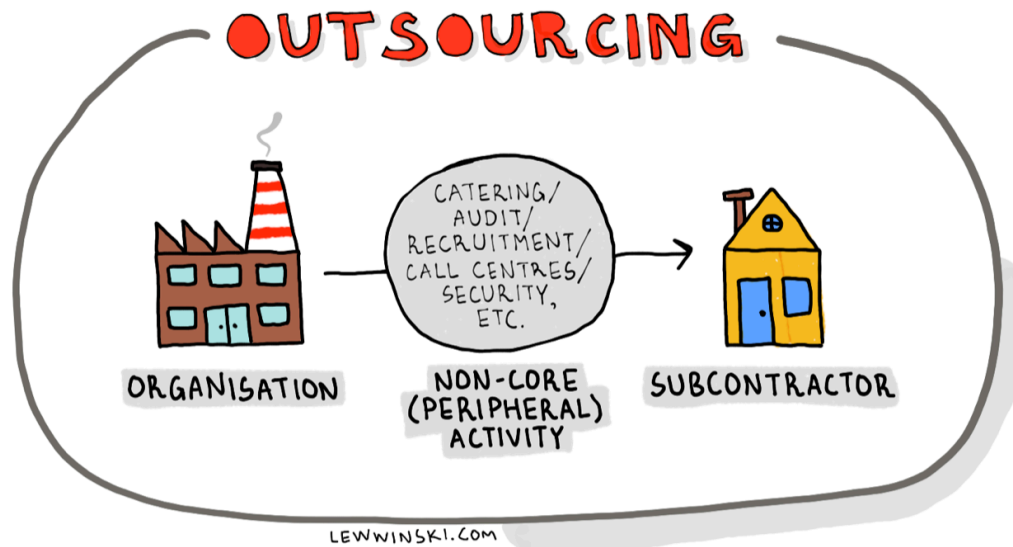 OUTSOURCING
CATERING/
AUDIT/
RECRUITMENT/
CALL CENTRES/
SECURITY,
ETC.
ORGANISATION
NON-CORE
(PERIPHERAL)
ACTIVITY
SUBCONTRACTOR
LEWWINSKI.COM